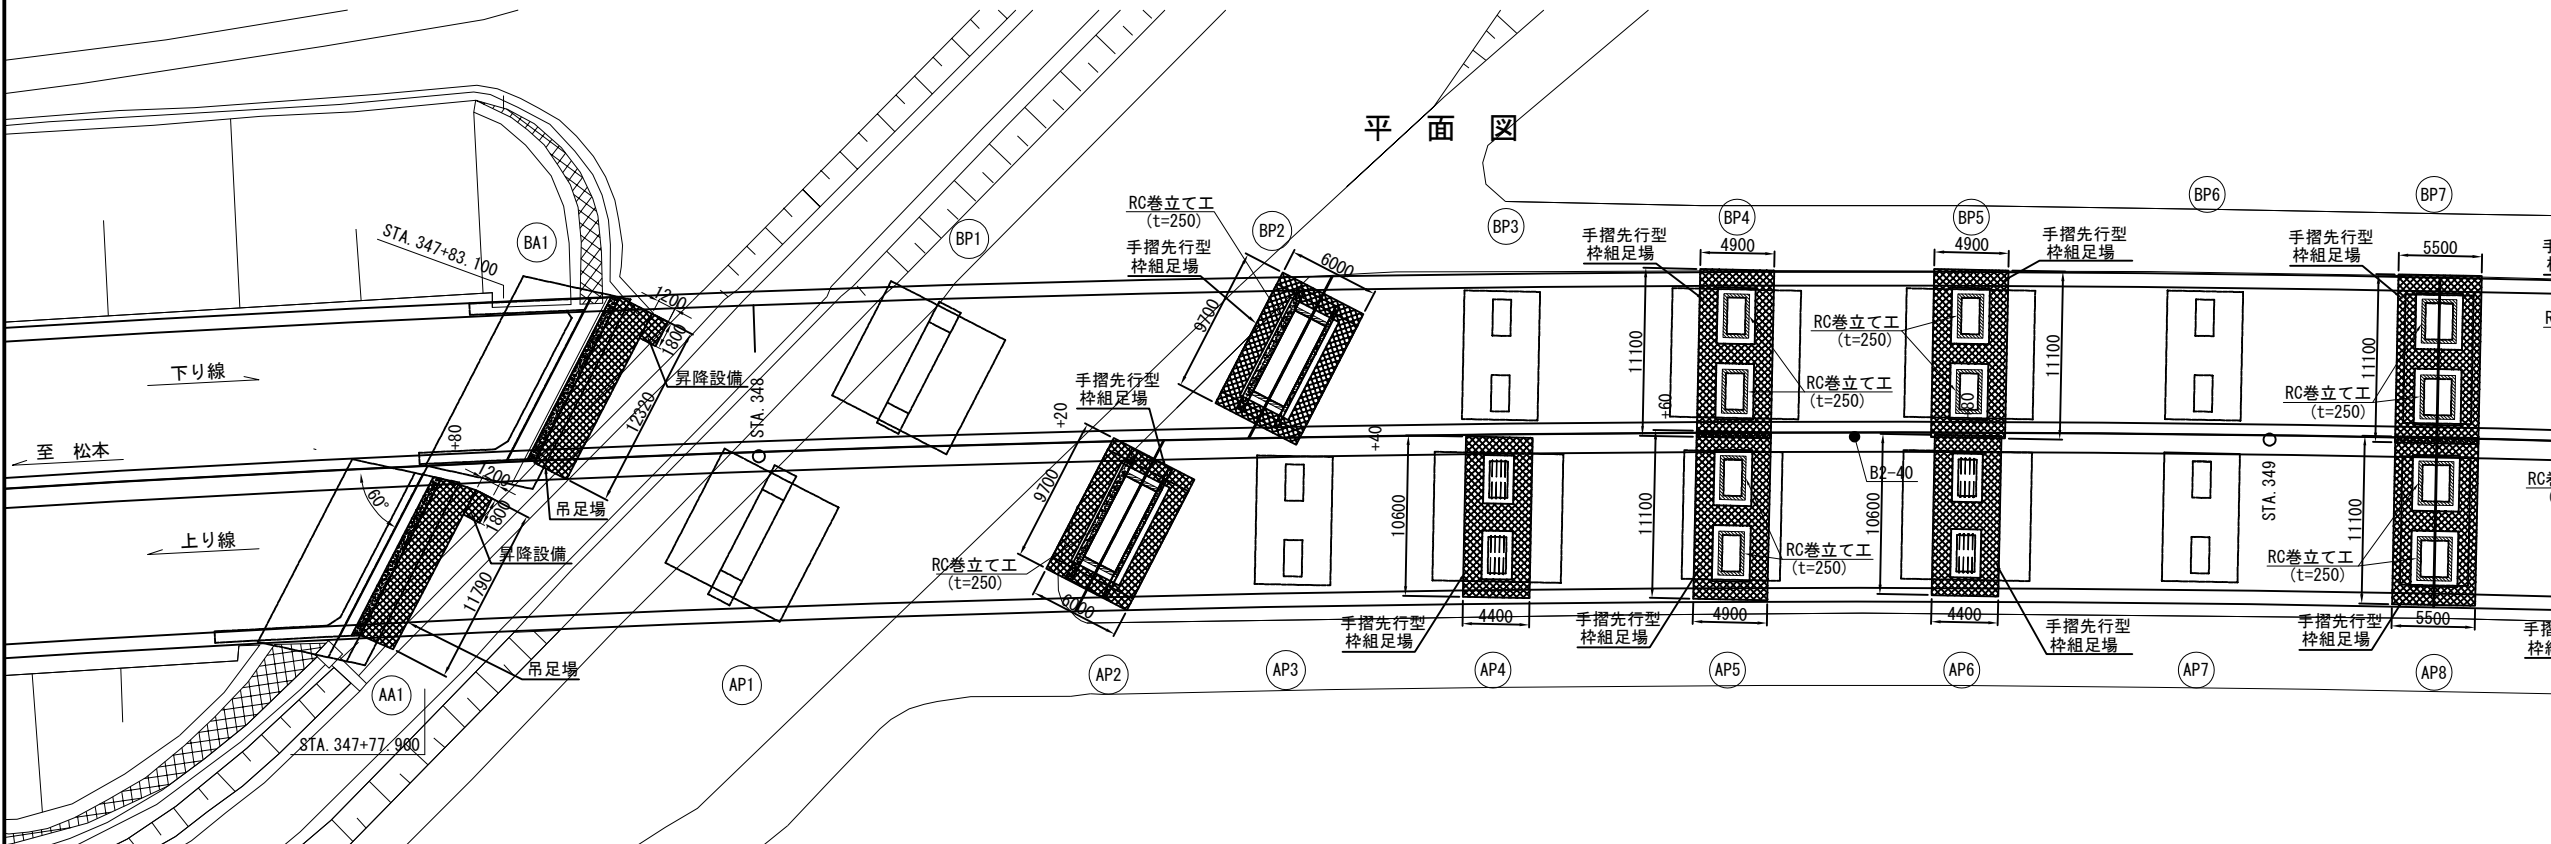 平面図
BA1
BP1
BP2
BP3
BP4
BP5
BP6
BP7
STA.347+83.100
RC巻立て工
(t=250)
手摺先行型
枠組足場
6000
9700
手摺先行型
枠組足場
4900
11100
RC巻立て工
(t=250)
+60
4900
手摺先行型
枠組足場
RC巻立て工
(t=250)
11100
+80
手摺先行型
枠組足場
5500
11100
RC巻立て工
(t=250)
1200
1800
昇降設備
12320
吊足場
下り線
至 松本
+80
STA.348
+20
+40
B2-40
STA.349
上り線
60°
1200
1800
昇降設備
11790
吊足場
手摺先行型
枠組足場
9700
RC巻立て工
(t=250)
6000
10600
4400
手摺先行型
枠組足場
11100
RC巻立て工
(t=250)
4900
手摺先行型
枠組足場
10600
4400
手摺先行型
枠組足場
11100
RC巻立て工
(t=250)
5500
手摺先行型
枠組足場
AA1
AP1
AP2
AP3
AP4
AP5
AP6
AP7
AP8
STA.347+77.900